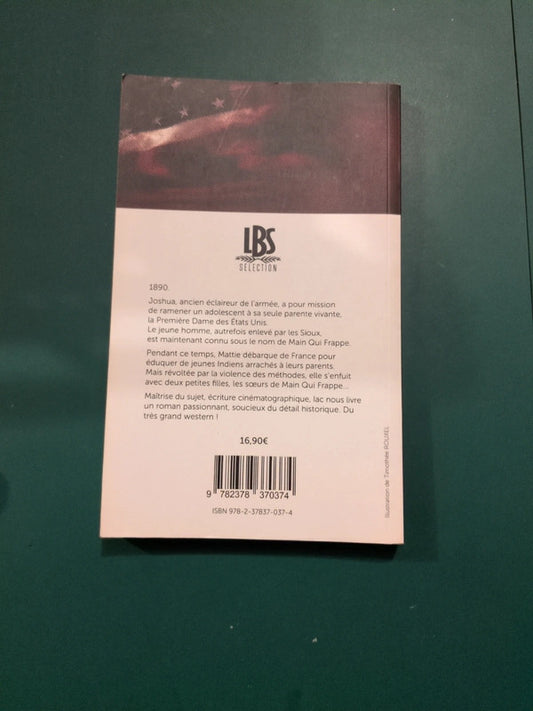 LBS
SÉLECTION
1890.
Joshua, ancien éclaireur de l'armée, a pour mission
de ramener un adolescent à sa seule parente vivante,
la Première Dame des États Unis.
Le jeune homme, autrefois enlevé par les Sioux,
est maintenant connu sous le nom de Main Qui Frappe.
Pendant ce temps, Mattie débarque de France pour
éduquer de jeunes Indiens arrachés à leurs parents.
Mais révoltée par la violence des méthodes, elle s'enfuit
avec deux petites filles, les sœurs de Main Qui Frappe...
Maîtrise du sujet, écriture cinématographique, Iac nous livre
un roman passionnant, soucieux du détail historique. Du
très grand western !
16,90€
9 782378 370374
ISBN 978-2-37837-037-4
Illustration de Timothée ROUXEL